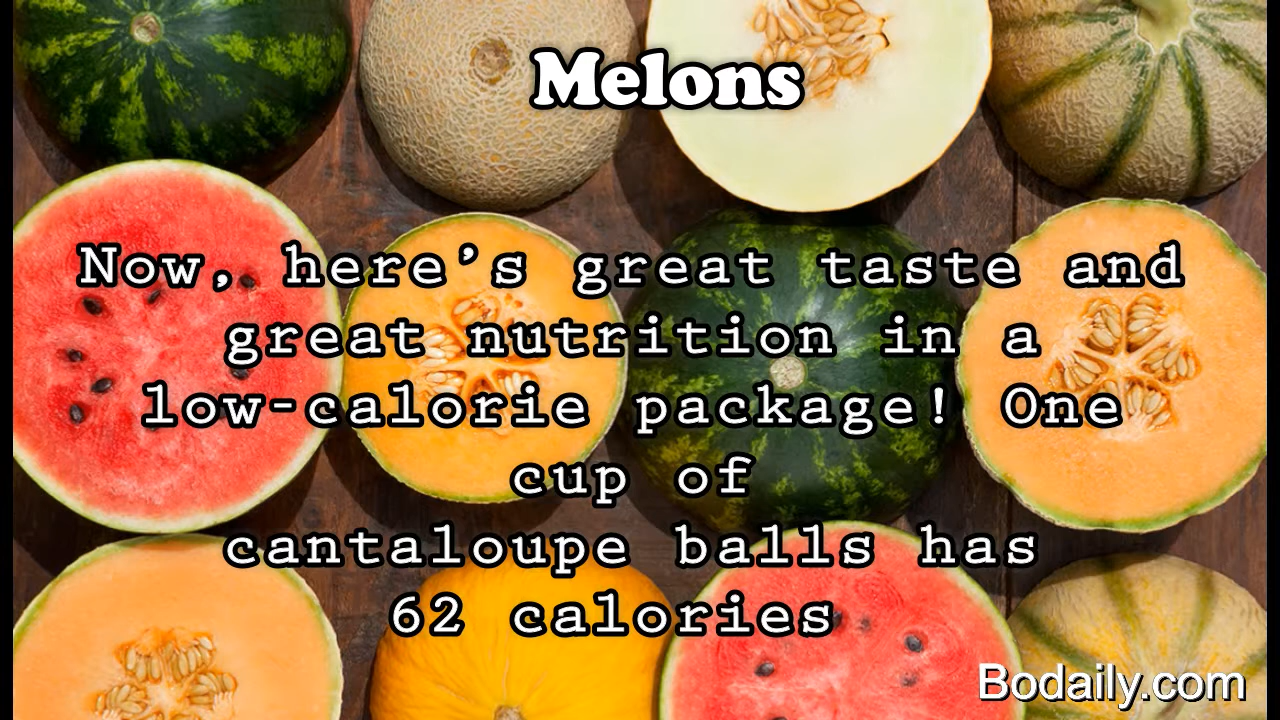 Melons
Now, here’s great taste and
great nutrition in a
low-calorie package! One
cup of
cantaloupe balls has
62 calories
Bodaily.com